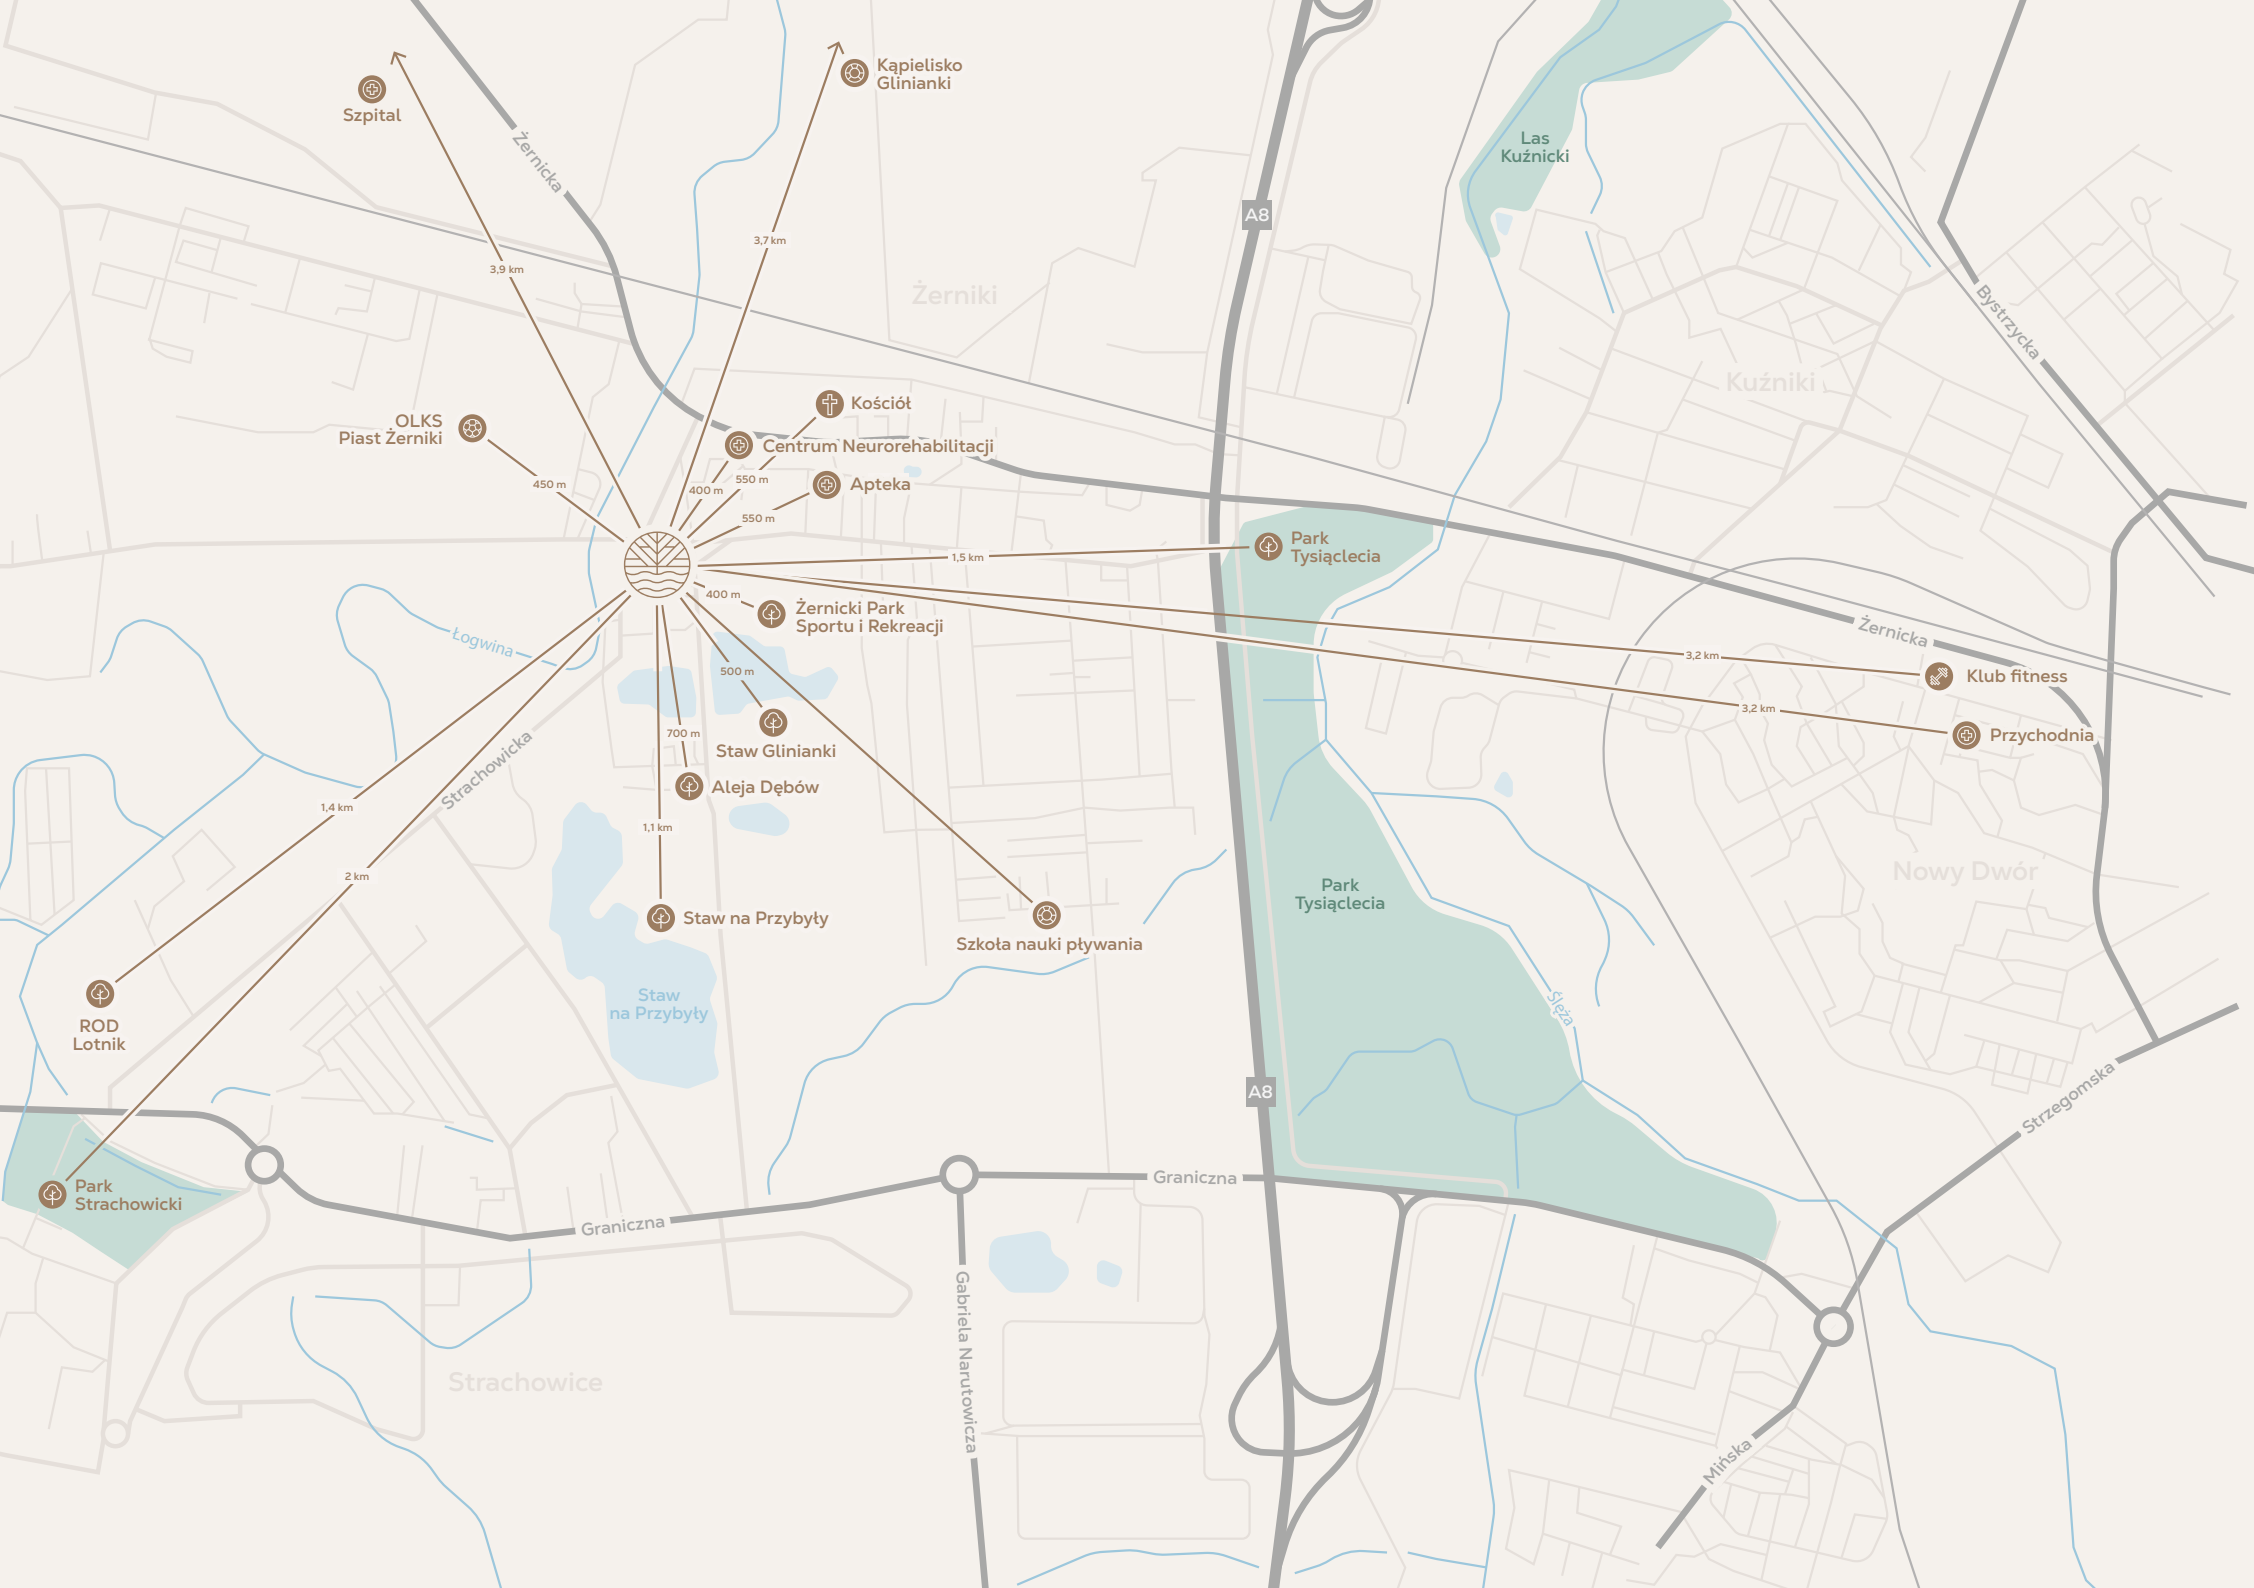 Kąpielisko
Glinianki
Szpital
Żernicka
Las
Kuźnicki
A8
3,7 km
3,9 km
Żerniki
Bystrzycka
Kuźniki
Kościół
OLKS
Piast Żerniki
Centrum Neurorehabilitacji
450 m
400 m
550 m
Apteka
550 m
Park
Tysiąclecia
1,5 km
400 m
Żernicki Park
Sportu i Rekreacji
Łogwina
Żernicka
3,2 km
Klub fitness
500 m
3,2 km
Przychodnia
700 m
Staw Glinianki
Strachowicka
Aleja Dębów
1,4 km
1,1 km
2 km
Nowy Dwór
Park
Tysiąclecia
Staw na Przybyły
Szkoła nauki pływania
Staw
na Przybyły
Ślęża
ROD
Lotnik
A8
Strzegomska
Park
Strachowicki
Graniczna
Graniczna
Gabriela Narutowicza
Strachowice
Mińska